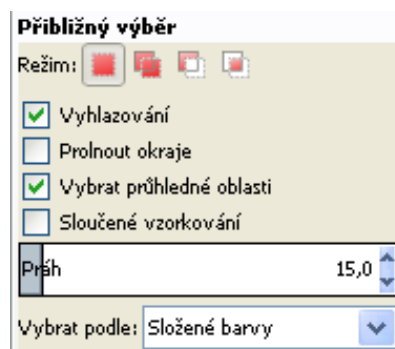 Přibližný výběr
Režim:
Vyhlazování
Prolnout okraje
Vybrat průhledné oblasti
Sloučené vzorkování
Práh 15,0
Vybrat podle: Složené barvy